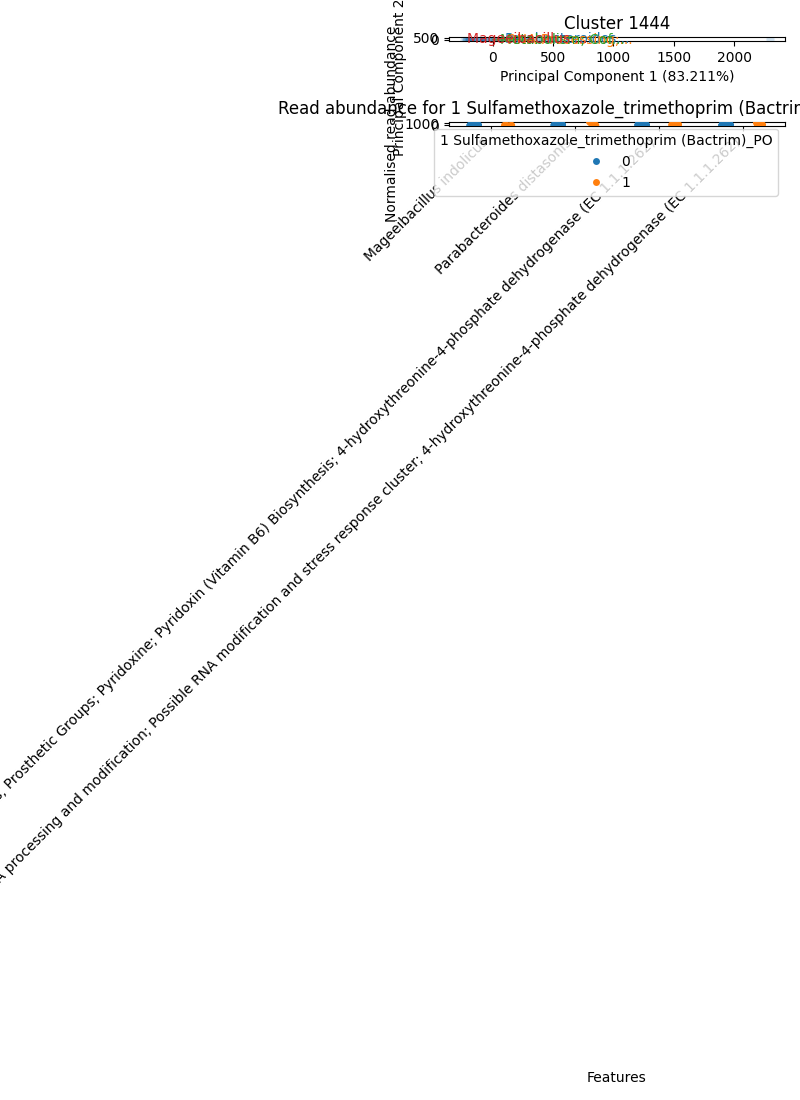 Cluster 1444
Principal Component 2
500
0
0 500 1000 1500 2000
Principal Component 1 (83.211%)
Read abundance for 1 Sulfamethoxazole_trimethoprim (Bactrim
Normalised read abundance
1000
0
1 Sulfamethoxazole_trimethoprim (Bactrim)_PO
0
1
Mageeibacillus indolicus
Parabacteroides distasonis
Prosthetic Groups; Pyridoxine; Pyridoxin (Vitamin B6) Biosynthesis; 4-hydroxythreonine-4-phosphate dehydrogenase (EC 1.1.1.262)
A processing and modification; Possible RNA modification and stress response cluster; 4-hydroxythreonine-4-phosphate dehydrogenase (EC 1.1.1.262)
Features